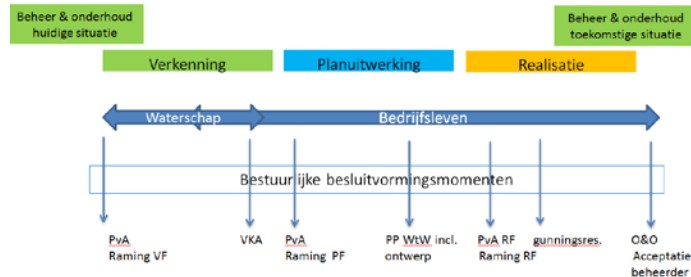 Beheer & onderhoud
huidige situatie
Beheer & onderhoud
toekomstige situatie
Verkenning
Planuitwerking
Realisatie
Waterschap
Bedrijfsleven
Bestuurlijke besluitvormingsmomenten
PvA
Raming VF
VKA
PvA
Raming PF
PP WtW incl.
ontwerp
PvA RF
Raming RF
gunningsres.
O&O
Acceptatie
beheerder